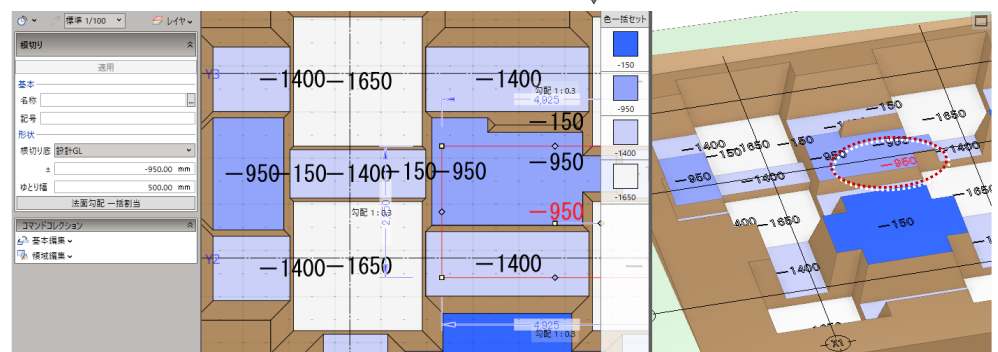 標準 1/100
レイヤ
根切り
適用
基本
名称
...
記号
形状
根切り底 設計GL
± -950.00 mm
ゆとり幅 500.00 mm
法面勾配 一括割当
コマンドコレクション
基本編集
領域編集
Y3
-1400 -1650 -1400
勾配 1:0.3
4,925
-150
-950 -150 -1400 -150 -950 -950
勾配 1:0.3
-950
Y2
-1400 -1650 -1400
4,925
勾配 1:0.3
色一括セット
-150
-950
-1400
-1650
-150
-1400
-150
-1650
-950
-950
-950
-950
-1400
-1650
-150
-1400
X1